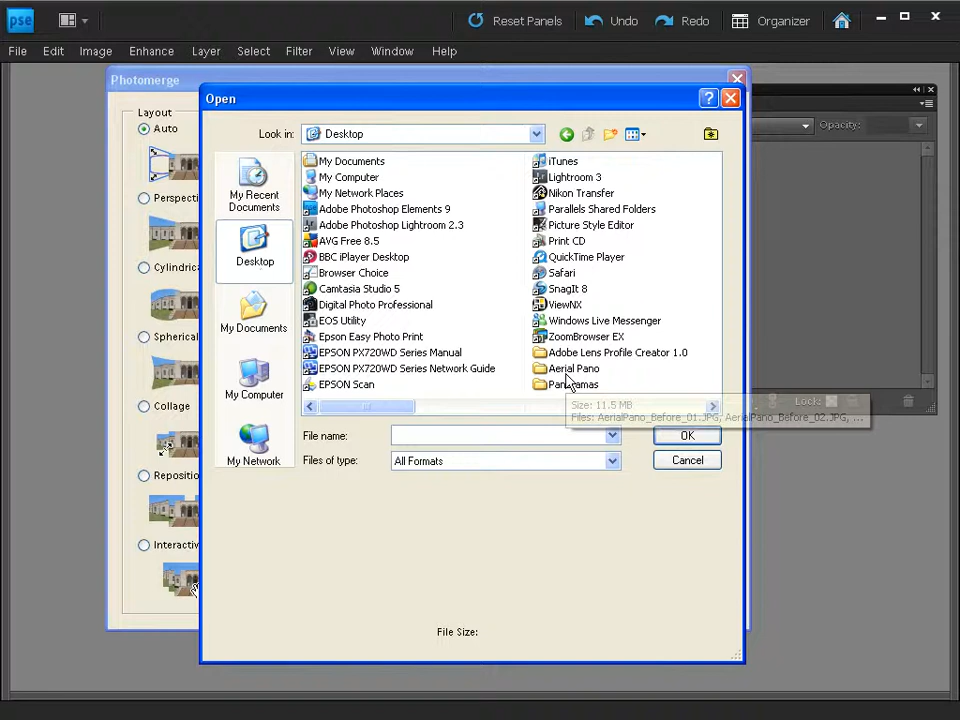 pse
Reset Panels
Undo
Redo
Organizer
File Edit Image Enhance Layer Select Filter View Window Help
Photomerge
Layout
Auto
Cylindrical
Spherical
Collage
Opacity:
Lock:
Open
Look in:
Desktop
My Recent
Documents
Desktop
My Documents
My Computer
My Network
My Documents
My Computer
My Network Places
Adobe Photoshop Elements 9
Adobe Photoshop Lightroom 2.3
AVG Free 8.5
BBC iPlayer Desktop
Browser Choice
Camtasia Studio 5
Digital Photo Professional
EOS Utility
Epson Easy Photo Print
EPSON PX720WD Series Manual
EPSON PX720WD Series Network Guide
EPSON Scan
iTunes
Lightroom 3
Nikon Transfer
Parallels Shared Folders
Picture Style Editor
Print CD
QuickTime Player
Safari
SnagIt 8
ViewNX
Windows Live Messenger
ZoomBrowser EX
Adobe Lens Profile Creator 1.0
Aerial Pano
Panoramas
Size: 11.5 MB
Files: AerialPano_Before_01.JPG, AerialPano_Before_02.JPG, ...
File name:
OK
Files of type:
All Formats
Cancel
File Size: